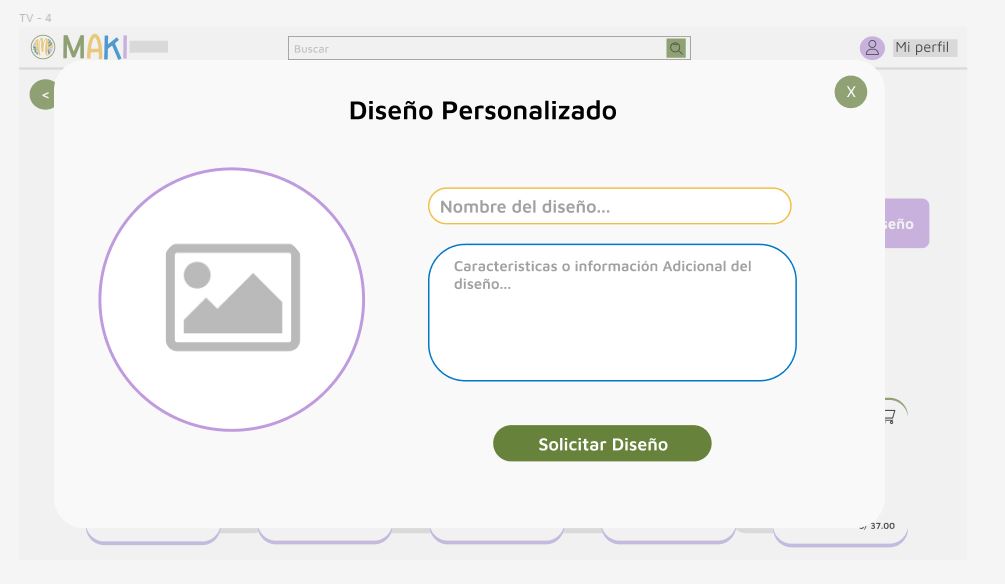 TV - 4
MAKI
Buscar
Mi perfil
<
X
Diseño Personalizado
Nombre del diseño...
eño
Caracteristicas o información Adicional del
diseño...
Solicitar Diseño
37.00